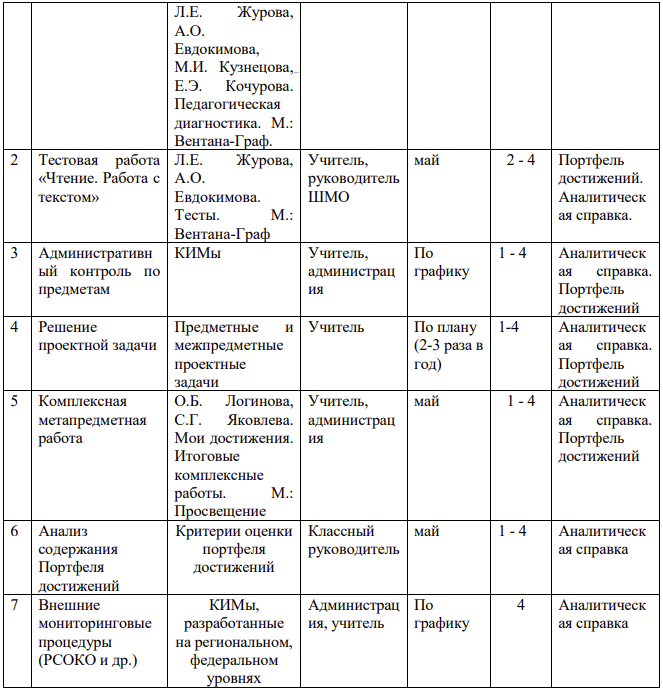 Л.Е. Журова,
А.О.
Евдокимова,
М.И. Кузнецова,
Е.Э. Кочурова.
Педагогическая
диагностика. М.:
Вентана-Граф.
2
Тестовая работа
«Чтение. Работа с
текстом»
Л.Е. Журова,
А.О.
Евдокимова.
Тесты. М.:
Вентана-Граф
Учитель,
руководитель
ШМО
май
2 - 4
Портфель
достижений.
Аналитическ
ая справка.
3
Административн
ый контроль по
предметам
КИМы
Учитель,
администрац
ия
По
графику
1 - 4
Аналитическ
ая справка.
Портфель
достижений
4
Решение
проектной задачи
Предметные и
межпредметные
проектные
задачи
Учитель
По плану
(2-3 раза в
год)
1-4
Аналитическ
ая справка.
Портфель
достижений
5
Комплексная
метапредметная
работа
О.Б. Логинова,
С.Г. Яковлева.
Мои достижения.
Итоговые
комплексные
работы. М.:
Просвещение
Учитель,
администрац
ия
май
1 - 4
Аналитическ
ая справка.
Портфель
достижений
6
Анализ
содержания
Портфеля
достижений
Критерии оценки
портфеля
достижений
Классный
руководитель
май
1 - 4
Аналитическ
ая справка
7
Внешние
мониторинговые
процедуры
(РСОКО и др.)
КИМы,
разработанные
на региональном,
федеральном
уровнях
Администрац
ия, учитель
По
графику
4
Аналитическ
ая справка